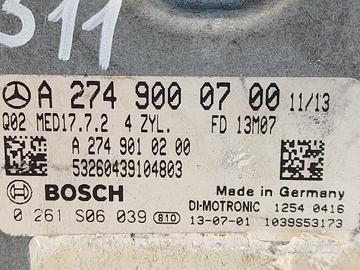 311
A 274 900 07 00 11/13
Q02 MED17.7.2 4 ZYL. FD 13M07
A 274 901 02 00
53260439104803
BOSCH
Made in Germany
DI-MOTRONIC 1254 0416
0 261 S06 039 810 13-07-01 1039S53173